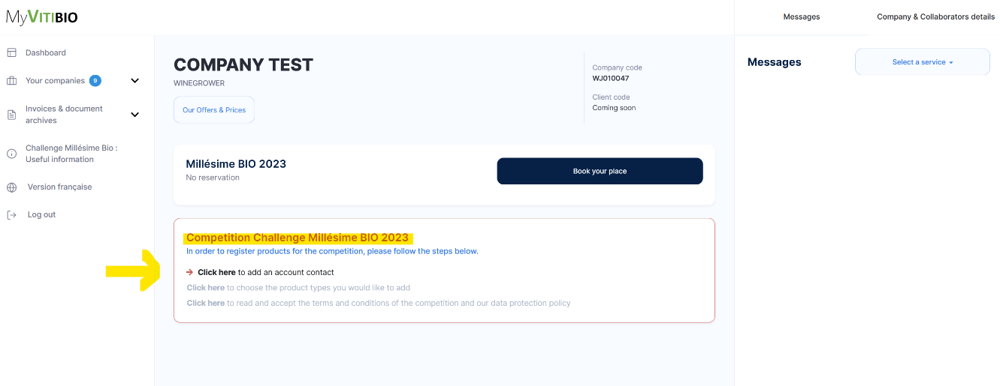 MyVITIBIO
Messages
Company & Collaborators details
Dashboard
Your companies 9
Invoices & document
archives
Challenge Millésime Bio :
Useful information
Version française
Log out
COMPANY TEST
WINEGROWER
Our Offers & Prices
Company code
WJ010047
Client code
Coming soon
Millésime BIO 2023
No reservation
Book your place
Competition Challenge Millésime BIO 2023
In order to register products for the competition, please follow the steps below.
Click here to add an account contact
Click here to choose the product types you would like to add
Click here to read and accept the terms and conditions of the competition and our data protection policy
Messages
Select a service